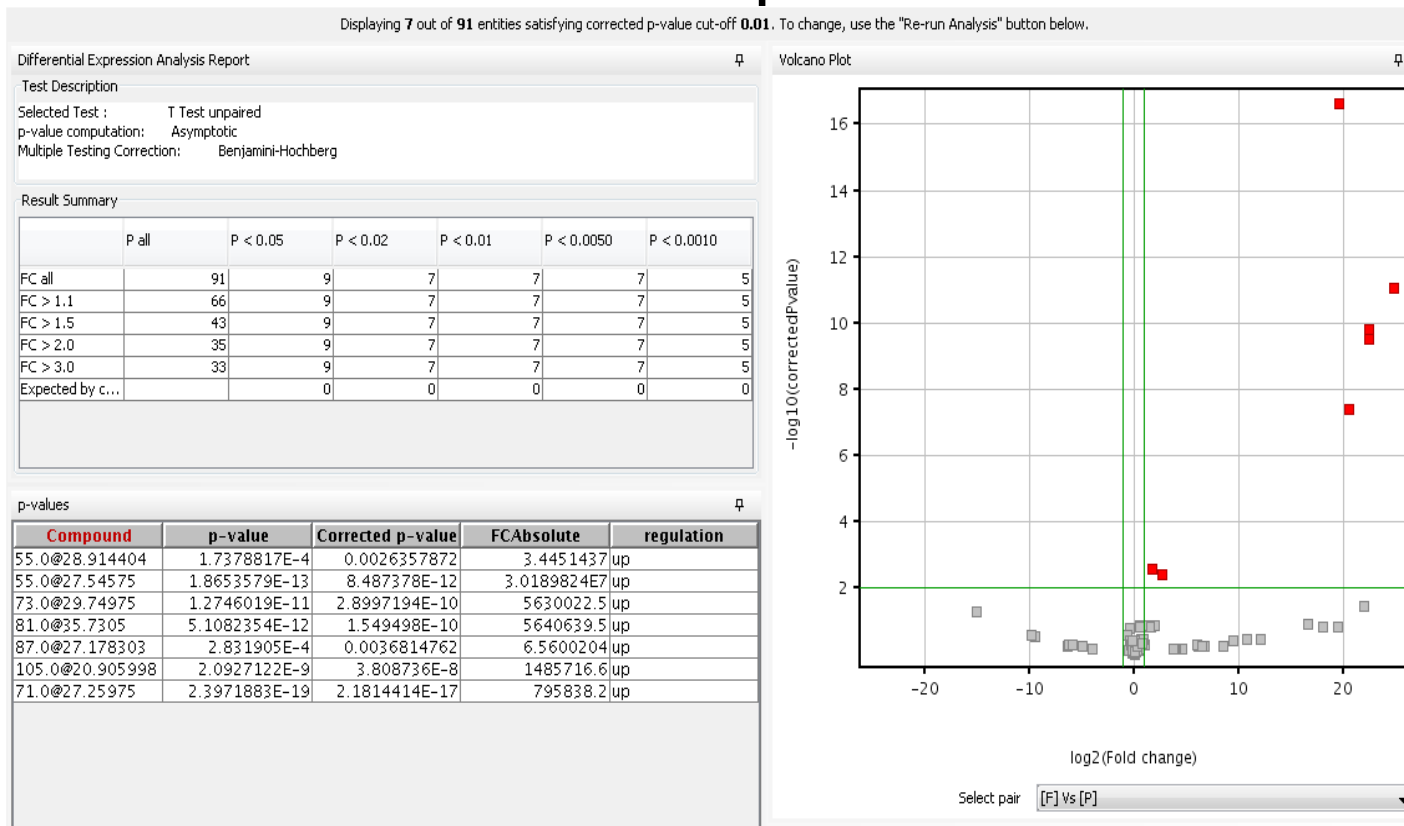 Displaying 7 out of 91 entities satisfying corrected p-value cut-off 0.01. To change, use the "Re-run Analysis" button below.
Differential Expression Analysis Report
Test Description
Selected Test : T Test unpaired
p-value computation: Asymptotic
Multiple Testing Correction: Benjamini-Hochberg
Result Summary
P all P < 0.05 P < 0.02 P < 0.01 P < 0.0050 P < 0.0010
FC all 91 9 7 7 7 5
FC > 1.1 66 9 7 7 7 5
FC > 1.5 43 9 7 7 7 5
FC > 2.0 35 9 7 7 7 5
FC > 3.0 33 9 7 7 7 5
Expected by c... 0 0 0 0 0
p-values
Compound p-value Corrected p-value FCAbsolute regulation
55.0@28.914404 1.7378817E-4 0.0026357872 3.4451437 up
55.0@27.54575 1.8653579E-13 8.487378E-12 3.0189824E7 up
73.0@29.74975 1.2746019E-11 2.8997194E-10 5630022.5 up
81.0@35.7305 5.1082354E-12 1.549498E-10 5640639.5 up
87.0@27.178303 2.831905E-4 0.0036814762 6.5600204 up
105.0@20.905998 2.0927122E-9 3.808736E-8 1485716.6 up
71.0@27.25975 2.3971883E-19 2.1814414E-17 795838.2 up
Volcano Plot
-log10(correctedPvalue)
16
14
12
10
8
6
4
2
-20 -10 0 10 20
log2(Fold change)
Select pair [F] Vs [P]